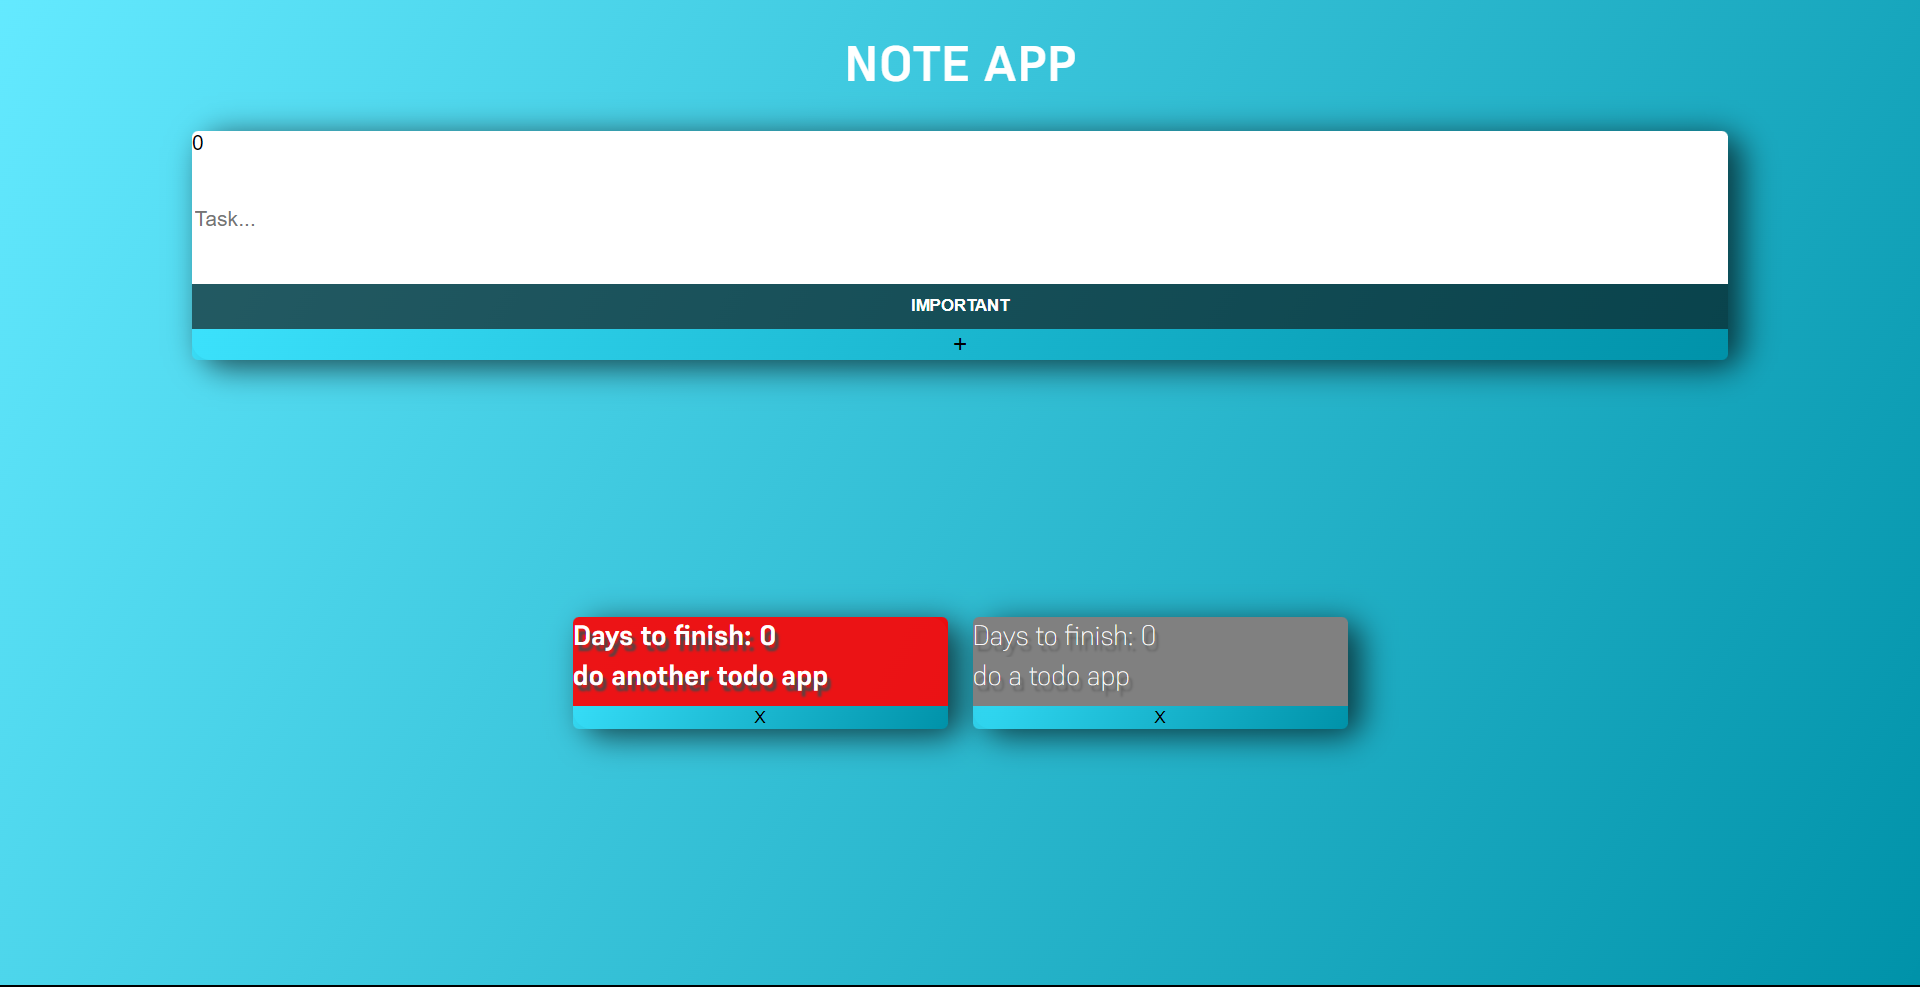 NOTE APP
0
Task...
IMPORTANT
+
Days to finish: 0
do another todo app
X
Days to finish: 0
do a todo app
X